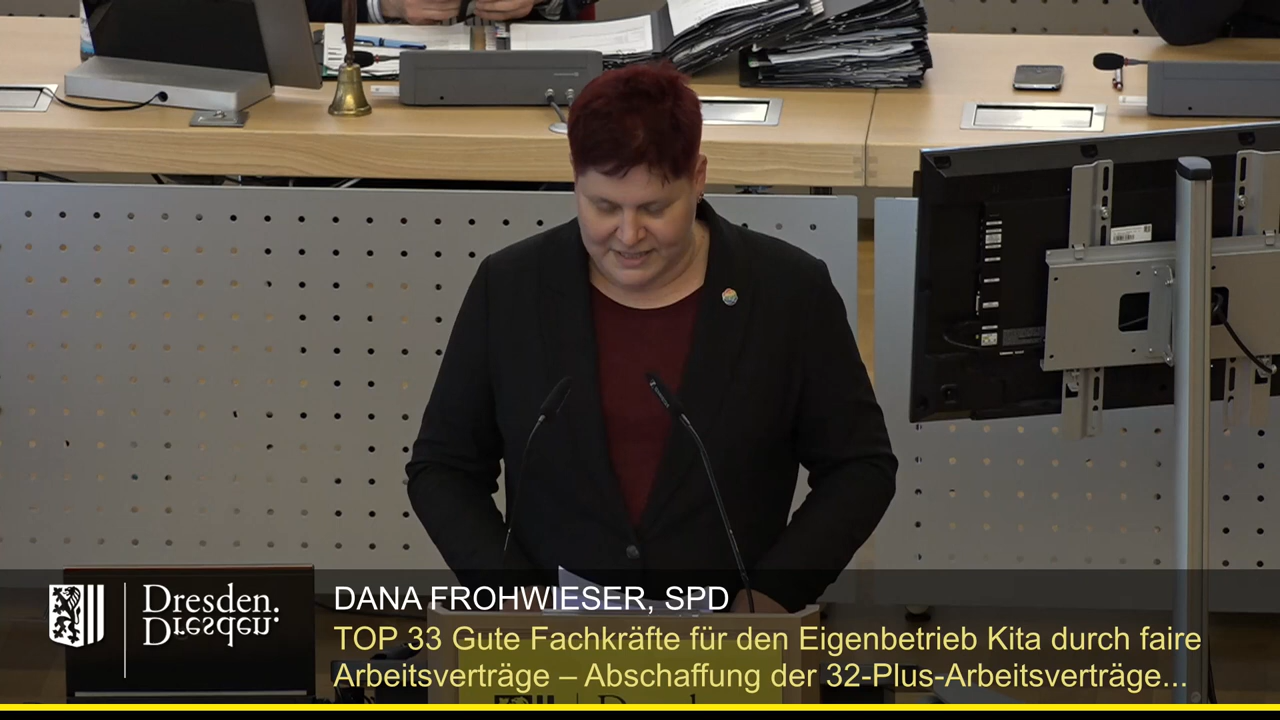 DANA FROHWIESER, SPD
Dresden.
Dresden.
TOP 33 Gute Fachkräfte für den Eigenbetrieb Kita durch faire
Arbeitsverträge – Abschaffung der 32-Plus-Arbeitsverträge...
Dresden